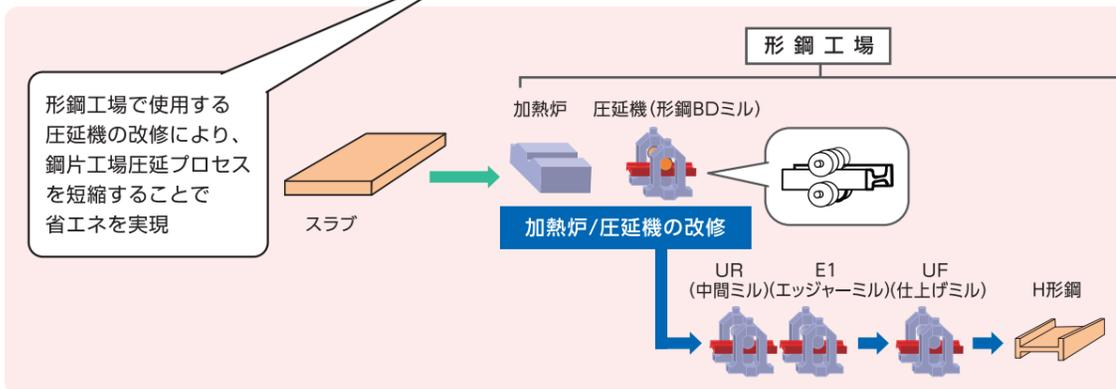 形鋼工場
形鋼工場で使用する
圧延機の改修により、
鋼片工場圧延プロセス
を短縮することで
省エネを実現
スラブ
加熱炉
圧延機(形鋼BDミル)
加熱炉/圧延機の改修
UR
(中間ミル)
E1
(エッジャーミル)
UF
(仕上げミル)
H形鋼